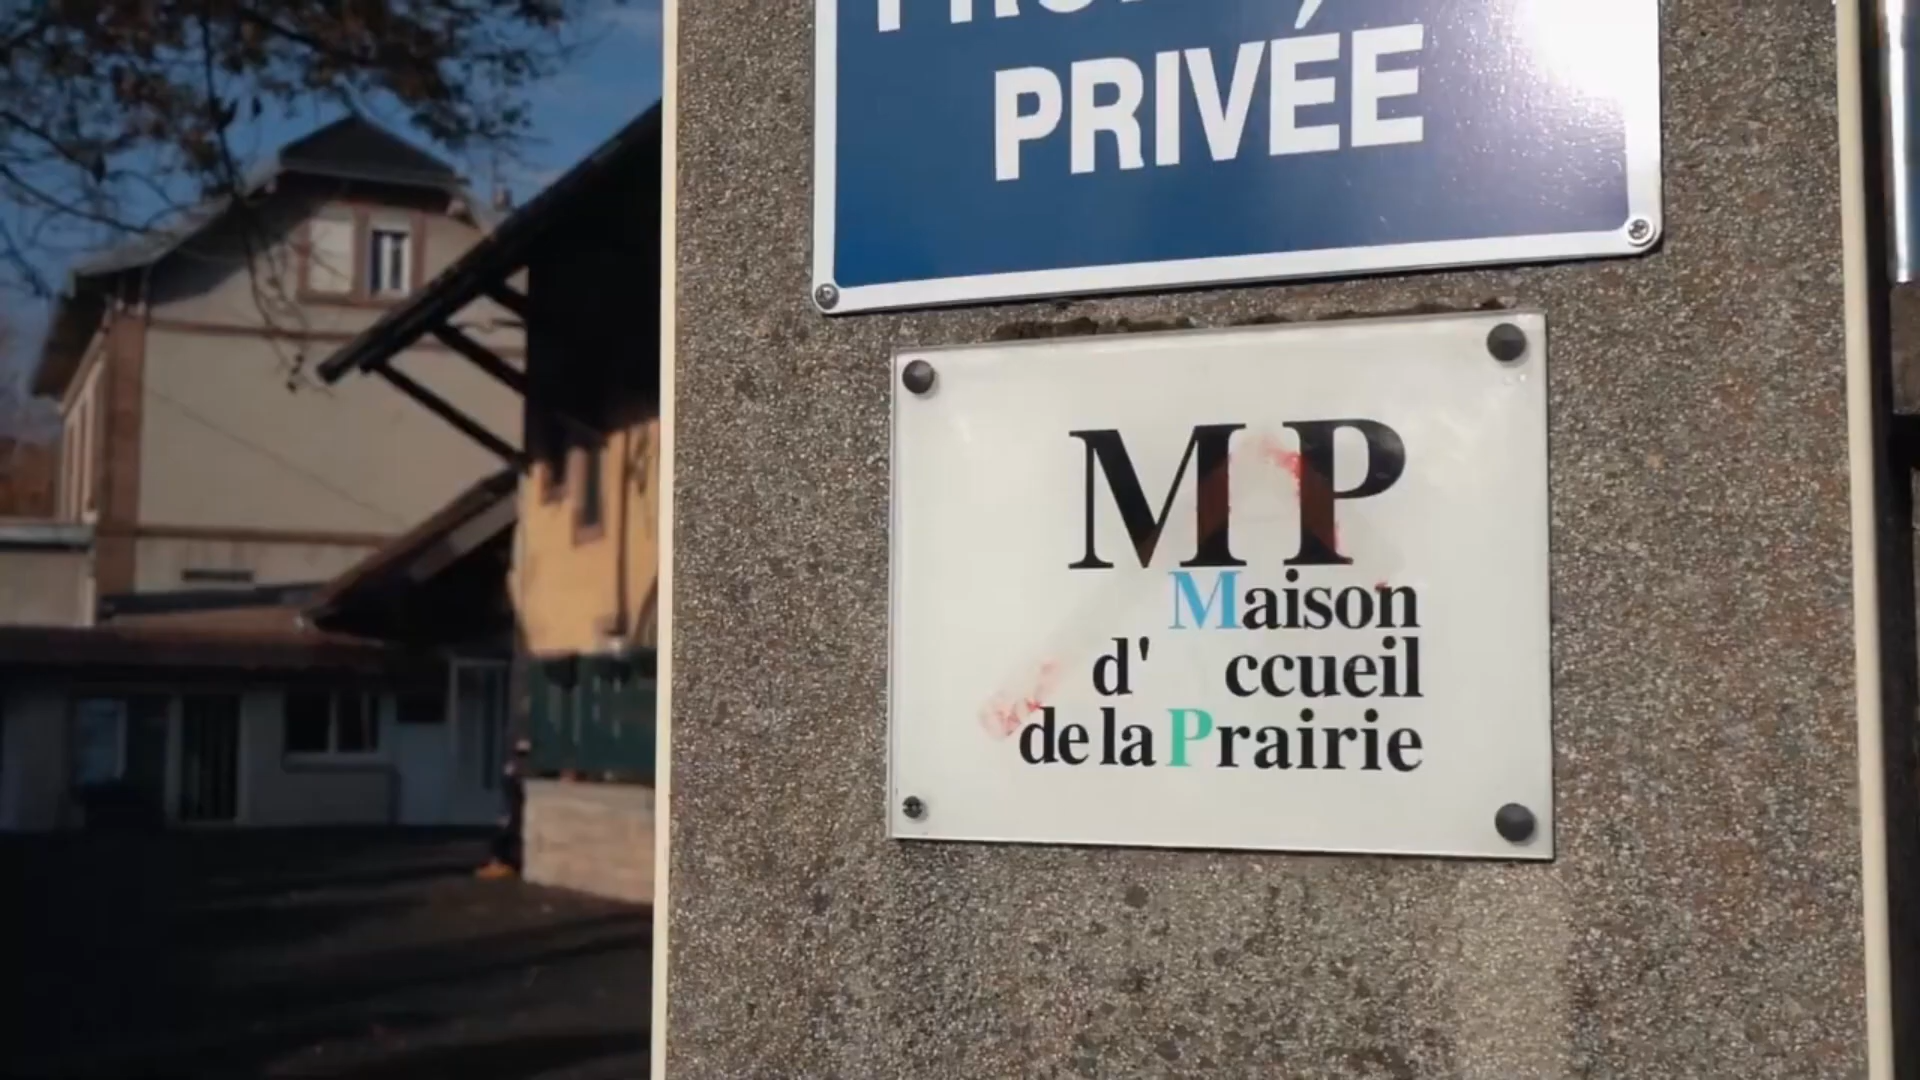 PRIVÉE
MP
Maison
d' ccueil
de la Prairie